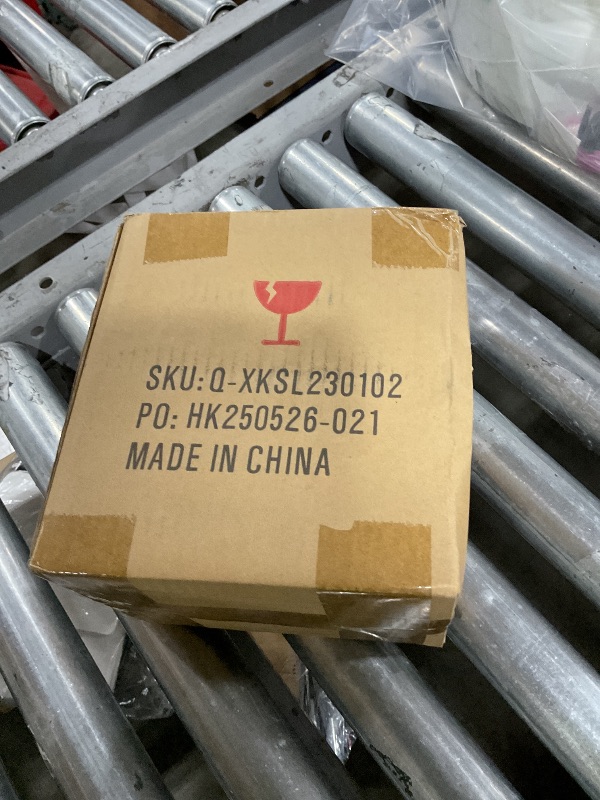 SKU: Q-XKSL230102
PO: HK250526-021
MADE IN CHINA